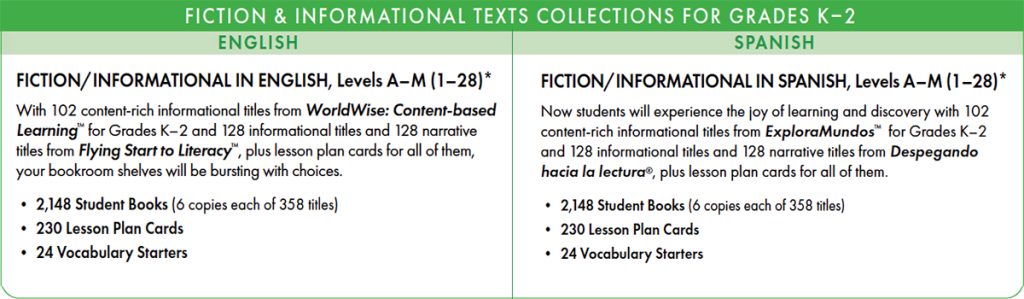 FICTION & INFORMATIONAL TEXTS COLLECTIONS FOR GRADES K–2
ENGLISH
FICTION/INFORMATIONAL IN ENGLISH, Levels A–M (1–28)*
With 102 content-rich informational titles from WorldWise: Content-based
Learning™ for Grades K–2 and 128 informational titles and 128 narrative
titles from Flying Start to Literacy™, plus lesson plan cards for all of them,
your bookroom shelves will be bursting with choices.
• 2,148 Student Books (6 copies each of 358 titles)
• 230 Lesson Plan Cards
• 24 Vocabulary Starters
SPANISH
FICTION/INFORMATIONAL IN SPANISH, Levels A–M (1–28)*
Now students will experience the joy of learning and discovery with 102
content-rich informational titles from ExploraMundos™ for Grades K–2
and 128 informational titles and 128 narrative titles from Despegando
hacia la lectura®, plus lesson plan cards for all of them.
• 2,148 Student Books (6 copies each of 358 titles)
• 230 Lesson Plan Cards
• 24 Vocabulary Starters